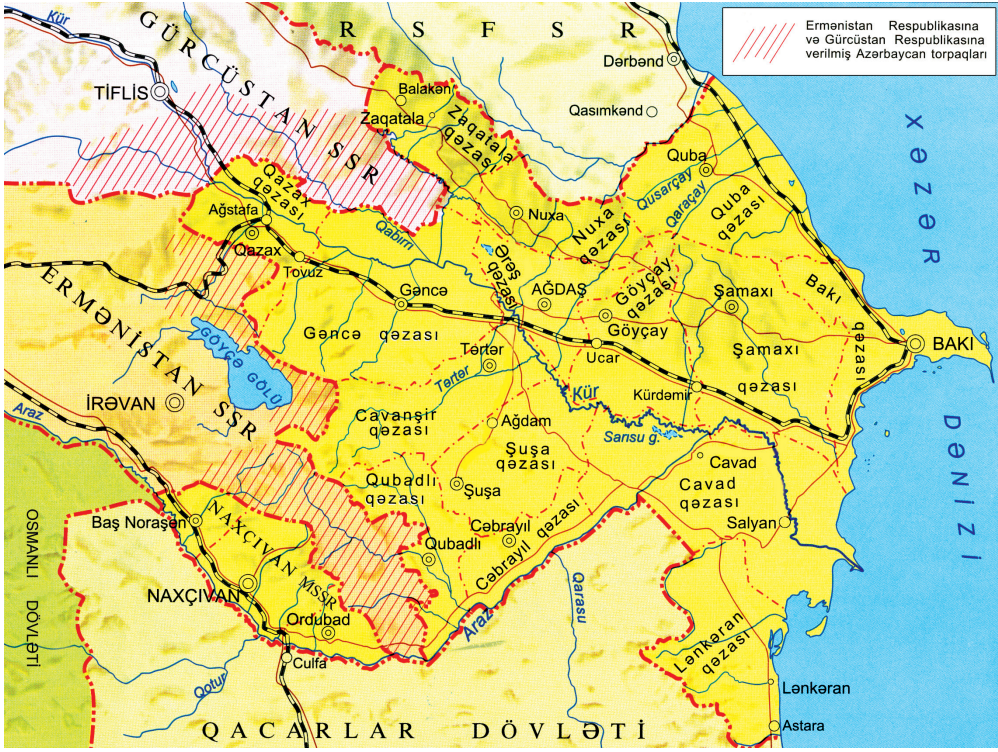 Ermənistan Respublikasına
və Gürcüstan Respublikasına
verilmiş Azərbaycan torpaqları
R S F S R
Kür
GÜRCÜSTAN SSR
TİFLİS
Dərbənd
Balakən
Zaqatala
Zaqatala
qəzası
Qasımkənd
Quba
Qusarçay
Qaraçay
Quba
qəzası
XƏZƏR
DƏNİZİ
Qazax
qəzası
Ağstafa
Qazax
Tovuz
Qabırrı
Nuxa
Nuxa
qəzası
Ərəş
qəzası
AĞDAŞ
Göyçay
qəzası
Göyçay
Şamaxı
Bakı
qəzası
BAKI
Gəncə
Gəncə qəzası
Ucar
Şamaxı
qəzası
Kürdəmir
ERMƏNİSTAN SSR
GÖYÇƏ GÖLÜ
İRƏVAN
Araz
Tərtər
Tərtər
Kür
Cavanşir
qəzası
Ağdam
Sarısu g.
Şuşa
qəzası
Cavad
Cavad
qəzası
Qubadlı
qəzası
Şuşa
Salyan
Baş Noraşen
NAXÇIVAN MSSR
Cəbrayıl
Cəbrayıl qəzası
Qubadlı
OSMANLI DÖVLƏTİ
NAXÇIVAN
Ordubad
Araz
Qarasu
Culfa
Qotur
Lənkəran
qəzası
Lənkəran
Astara
QACARLAR DÖVLƏTİ